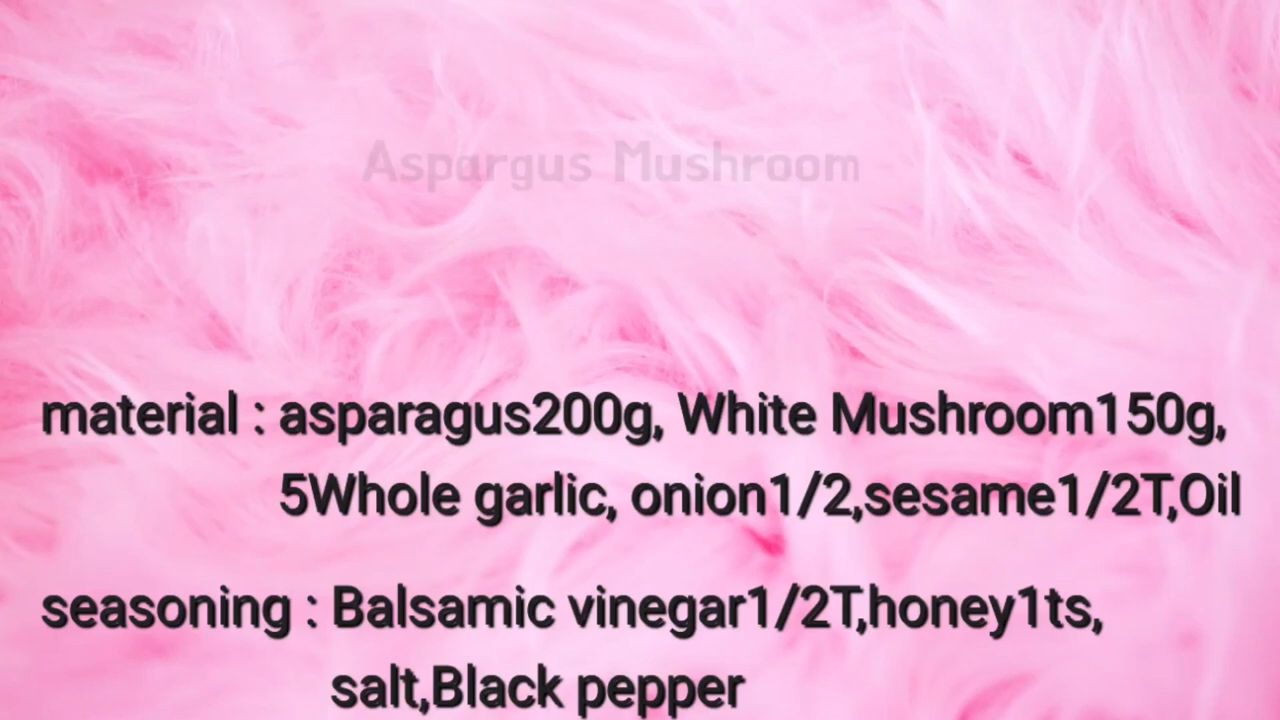 Aspargus Mushroom
material : asparagus200g, White Mushroom150g,
5Whole garlic, onion1/2,sesame1/2T,Oil
seasoning : Balsamic vinegar1/2T,honey1ts,
salt,Black pepper